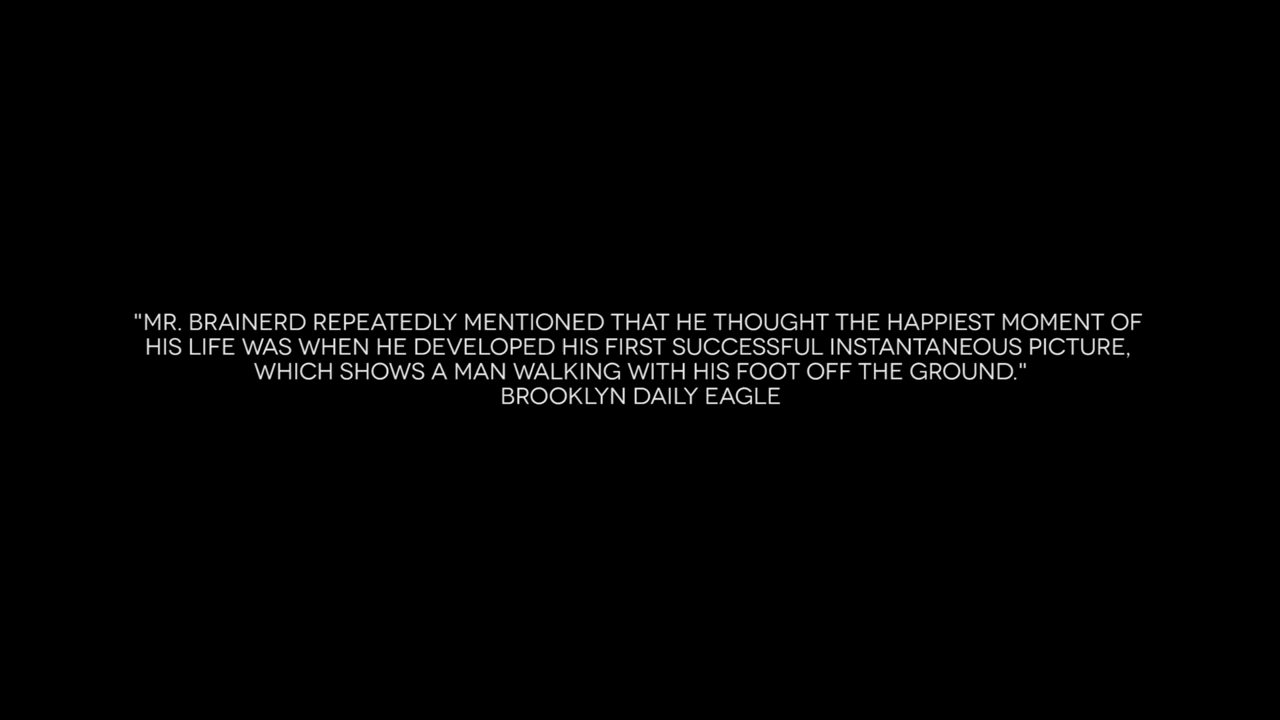 "MR. BRAINERD REPEATEDLY MENTIONED THAT HE THOUGHT THE HAPPIEST MOMENT OF
HIS LIFE WAS WHEN HE DEVELOPED HIS FIRST SUCCESSFUL INSTANTANEOUS PICTURE,
WHICH SHOWS A MAN WALKING WITH HIS FOOT OFF THE GROUND."
BROOKLYN DAILY EAGLE